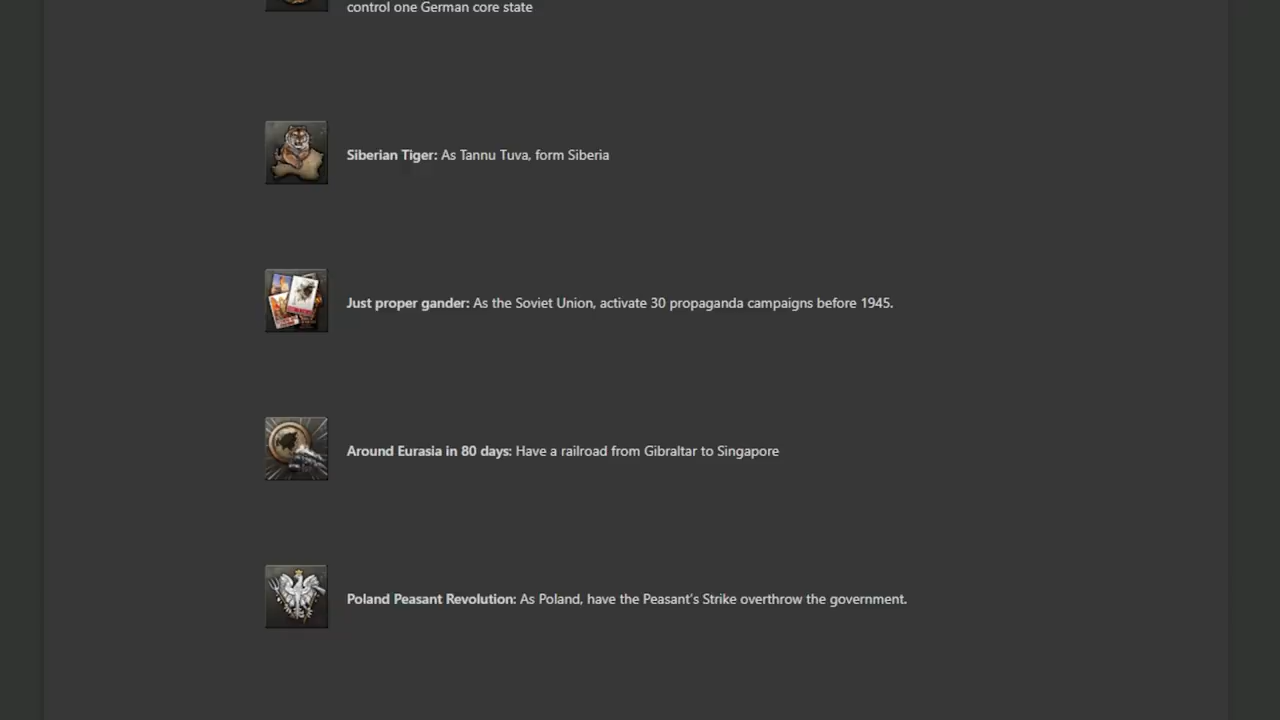 control one German core state
Siberian Tiger: As Tannu Tuva, form Siberia
Just proper gander: As the Soviet Union, activate 30 propaganda campaigns before 1945.
Around Eurasia in 80 days: Have a railroad from Gibraltar to Singapore
Poland Peasant Revolution: As Poland, have the Peasant's Strike overthrow the government.